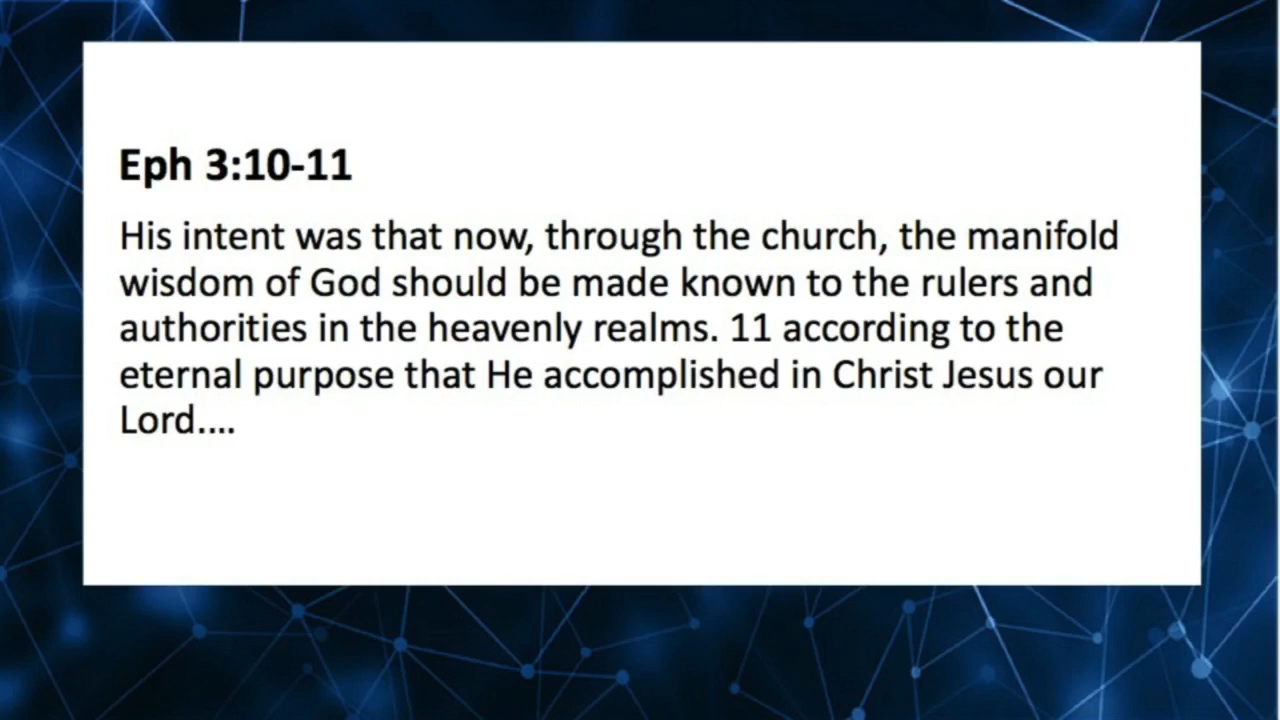 Eph 3:10-11
His intent was that now, through the church, the manifold
wisdom of God should be made known to the rulers and
authorities in the heavenly realms. 11 according to the
eternal purpose that He accomplished in Christ Jesus our
Lord....